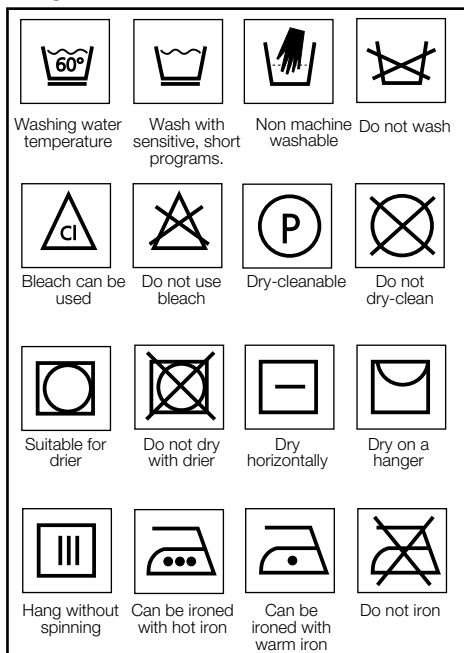 60°
Washing water
temperature
Wash with
sensitive, short
programs.
Non machine
washable
Do not wash
Cl
Bleach can be
used
Do not use
bleach
P
Dry-cleanable
Do not
dry-clean
Suitable for
drier
Do not dry
with drier
Dry
horizontally
Dry on a
hanger
Hang without
spinning
Can be ironed
with hot iron
Can be
ironed with
warm iron
Do not iron